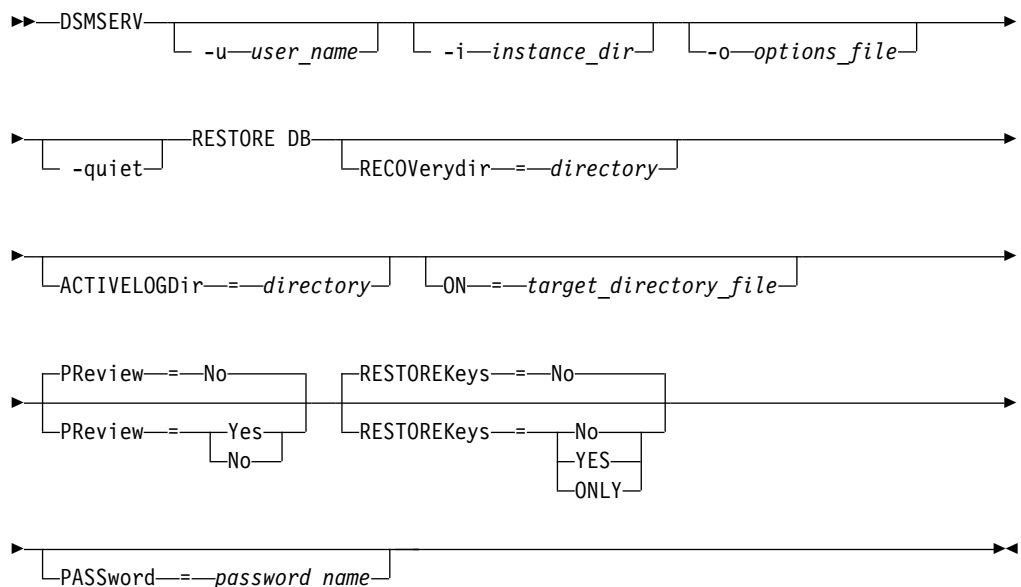 DSMSERV
-u user_name -i instance_dir -o options_file
-quiet RESTORE DB RECOVerydir = directory
ACTIVELOGDir = directory ON = target_directory_file
PReview = No RESTOREKeys = No
PReview = Yes RESTOREKeys = No
No YES
ONLY
PASSword = password_name